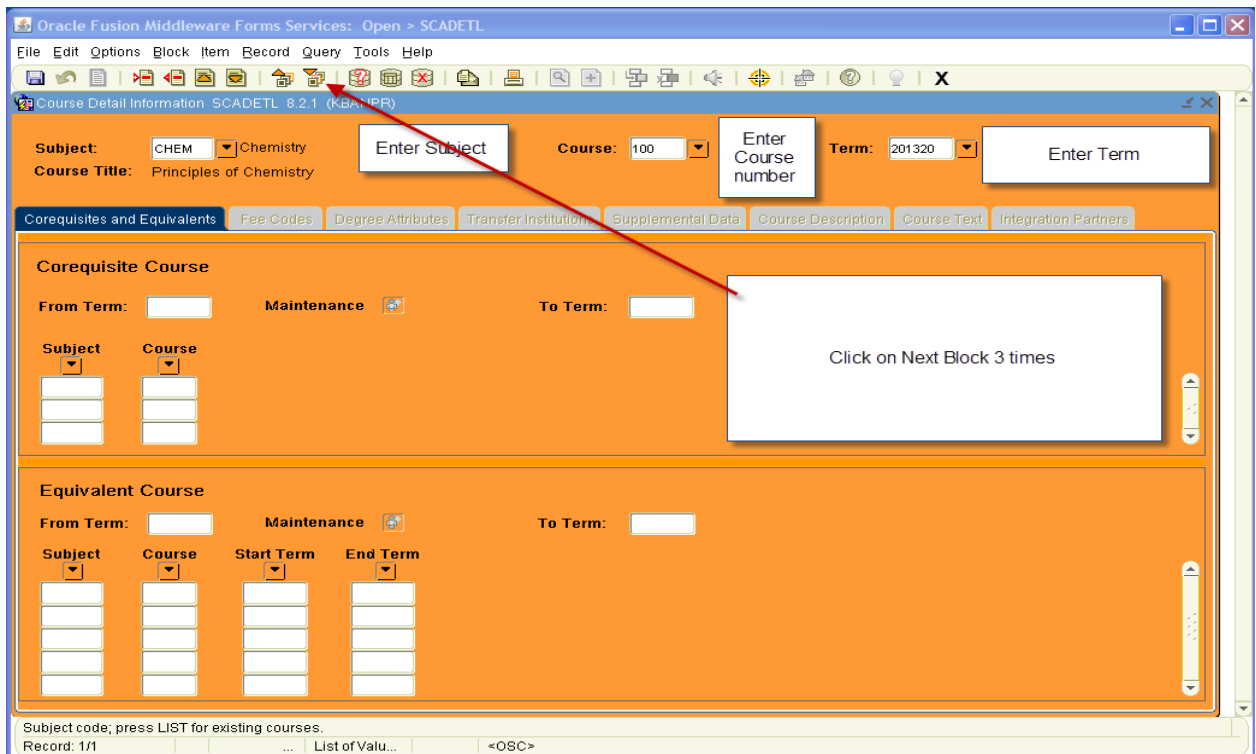 Oracle Fusion Middleware Forms Services: Open > SCADETL
File Edit Options Block Item Record Query Tools Help
X
Course Detail Information SCADETL 8.2.1 (KBANPR)
Subject: CHEM Chemistry Enter Subject Course: 100 Enter Course number Term: 201320 Enter Term
Course Title: Principles of Chemistry
Corequisites and Equivalents Fee Codes Degree Attributes Transfer Institutions Supplemental Data Course Description Course Text Integration Partners
Corequisite Course
From Term: Maintenance To Term:
Subject Course
Click on Next Block 3 times
Equivalent Course
From Term: Maintenance To Term:
Subject Course Start Term End Term
Subject code; press LIST for existing courses.
Record: 1/1 ... List of Valu... <OSC>